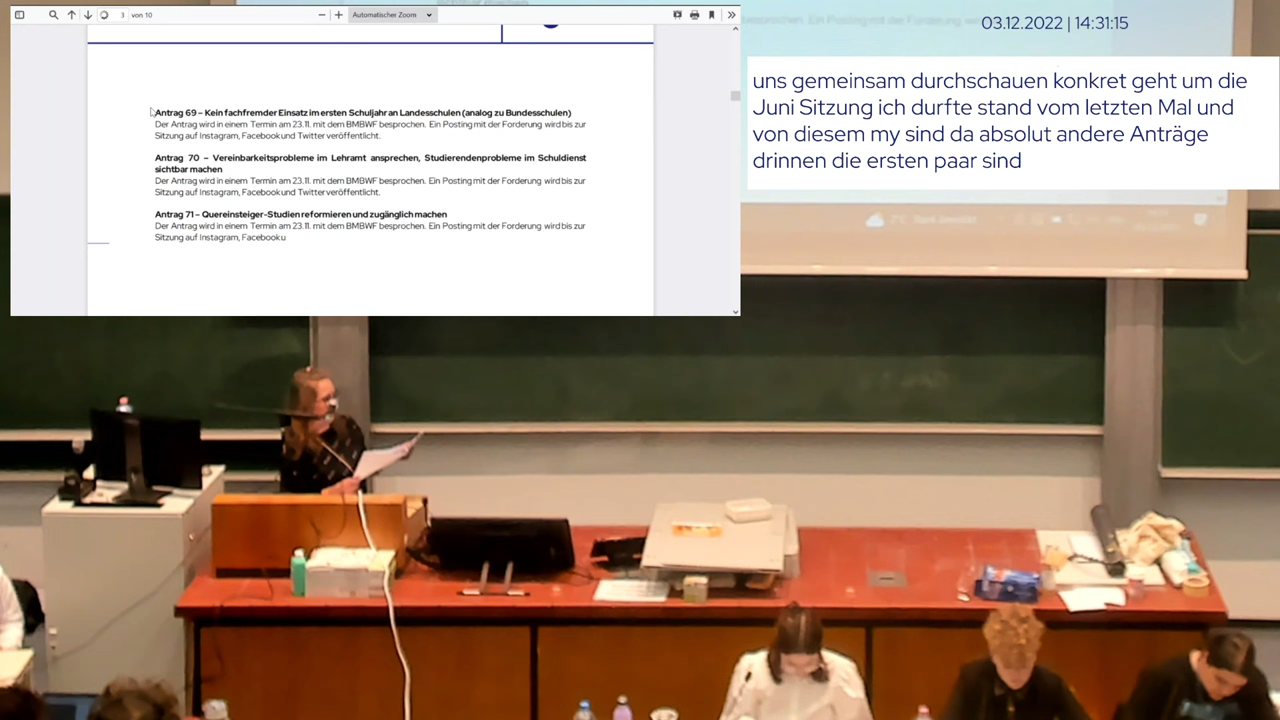 3 von 10
Automatischer Zoom
03.12.2022 | 14:31:15
Antrag 69 – Kein fachfremder Einsatz im ersten Schuljahr an Landesschulen (analog zu Bundesschulen)
Der Antrag wird in einem Termin am 23.11. mit dem BMBWF besprochen. Ein Posting mit der Forderung wird bis zur
Sitzung auf Instagram, Facebook und Twitter veröffentlicht.
Antrag 70 – Vereinbarkeitsprobleme im Lehramt ansprechen, Studierendenprobleme im Schuldienst
sichtbar machen
Der Antrag wird in einem Termin am 23.11. mit dem BMBWF besprochen. Ein Posting mit der Forderung wird bis zur
Sitzung auf Instagram, Facebook und Twitter veröffentlicht.
Antrag 71 – Quereinsteiger-Studien reformieren und zugänglich machen
Der Antrag wird in einem Termin am 23.11. mit dem BMBWF besprochen. Ein Posting mit der Forderung wird bis zur
Sitzung auf Instagram, Facebook u
uns gemeinsam durchschauen konkret geht um die
Juni Sitzung ich durfte stand vom letzten Mal und
von diesem my sind da absolut andere Anträge
drinnen die ersten paar sind